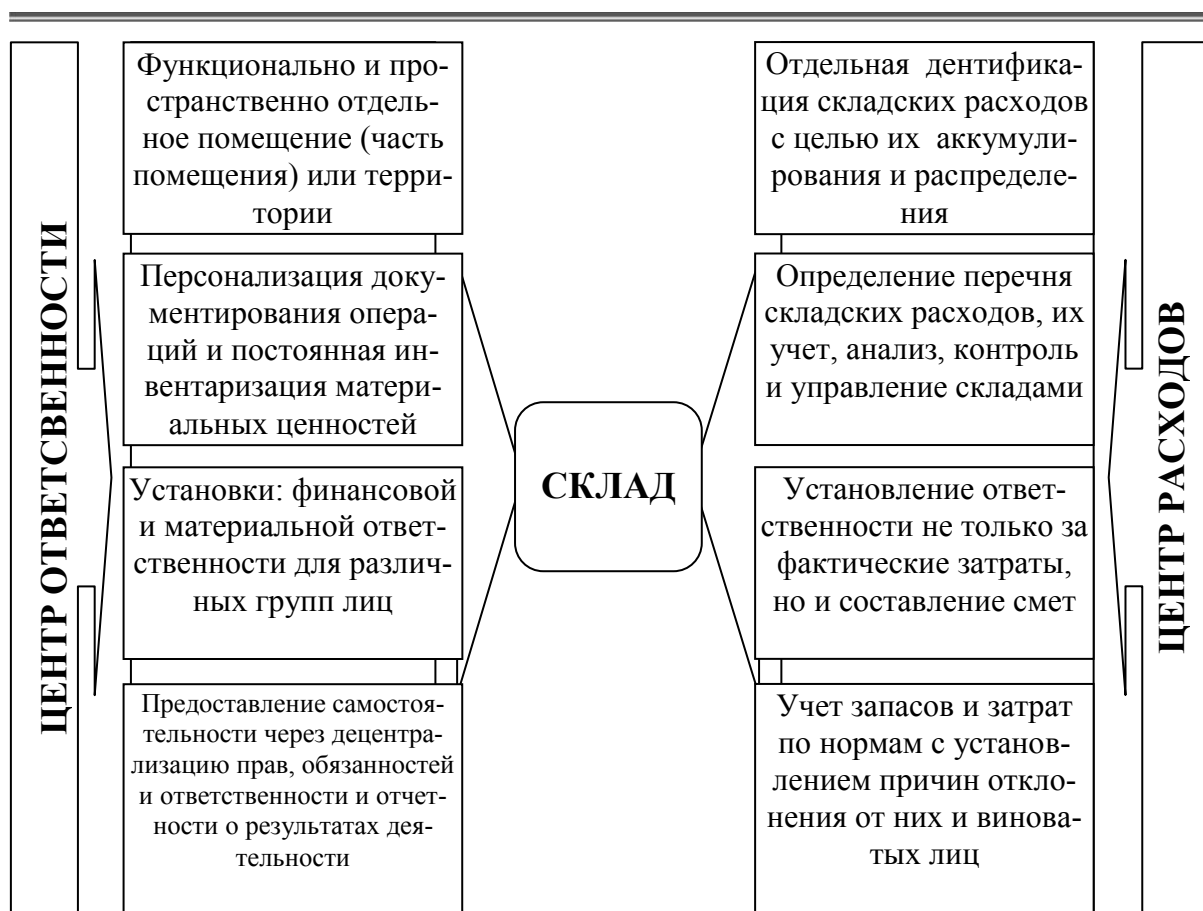 ЦЕНТР ОТВЕТСВЕННОСТИ
Функционально и про-
странственно отдель-
ное помещение (часть
помещения) или терри-
тории
Персонализация доку-
ментирования опера-
ций и постоянная ин-
вентаризация матери-
альных ценностей
Установки: финансовой
и материальной ответ-
ственности для различ-
ных групп лиц
Предоставление самостоя-
тельности через децентра-
лизацию прав, обязанностей
и ответственности и отчет-
ности о результатах дея-
тельности
СКЛАД
Отдельная дентифика-
ция складских расходов
с целью их аккумули-
рования и распределе-
ния
Определение перечня
складских расходов, их
учет, анализ, контроль
и управление складами
Установление ответ-
ственности не только за
фактические затраты,
но и составление смет
Учет запасов и затрат
по нормам с установ-
лением причин откло-
нения от них и винова-
тых лиц
ЦЕНТР РАСХОДОВ